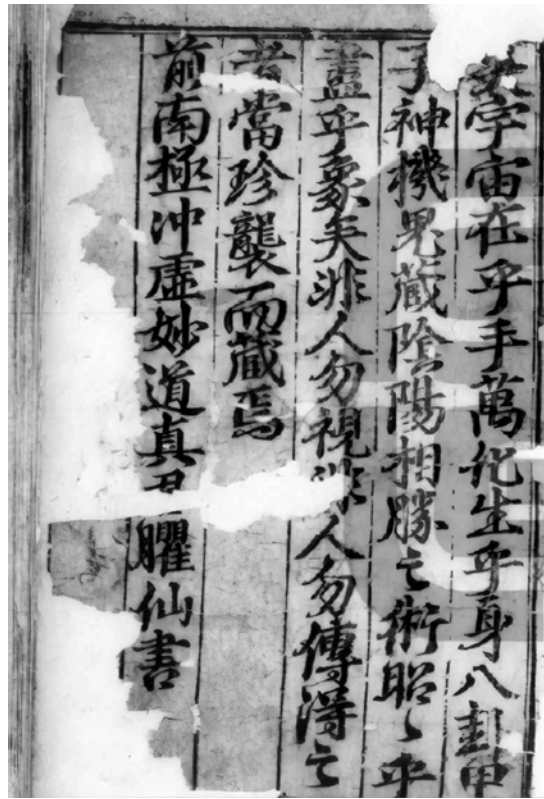 宇宙在乎手萬化生乎身八卦甲
子神機鬼藏陰陽相勝之術昭〻乎
盡乎象矣非人勿視非人勿傳得之
者當珍襲而藏焉
前南極沖虛妙道真君臞仙書